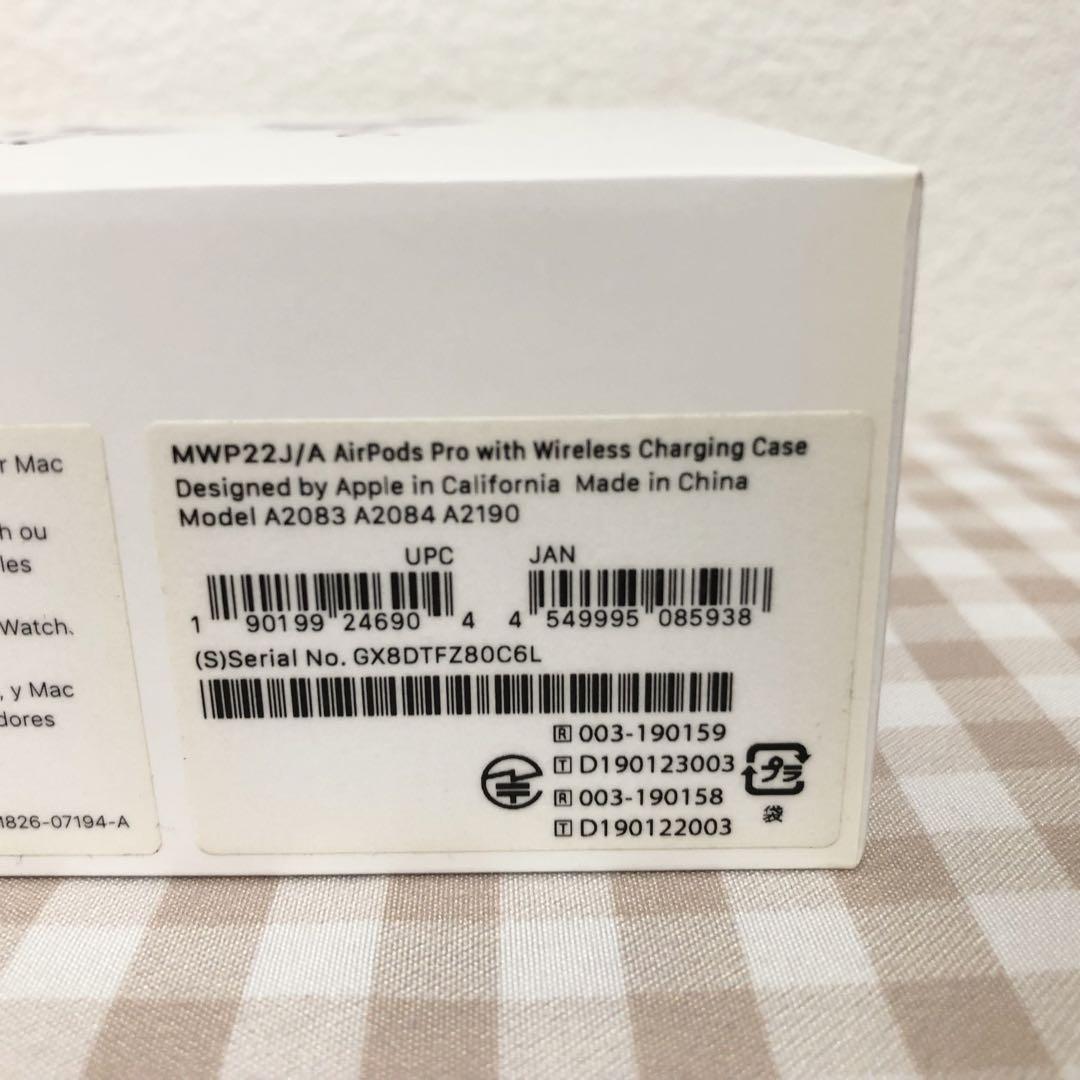 r Mac
h ou
les
Watch、
, y Mac
dores
826-07194-A
MWP22J/A AirPods Pro with Wireless Charging Case
Designed by Apple in California Made in China
Model A2083 A2084 A2190
UPC JAN
1 90199 24690 4 4 549995 085938
(S)Serial No. GX8DTFZ80C6L
R 003-190159
T D190123003
R 003-190158
T D190122003
プラ
袋